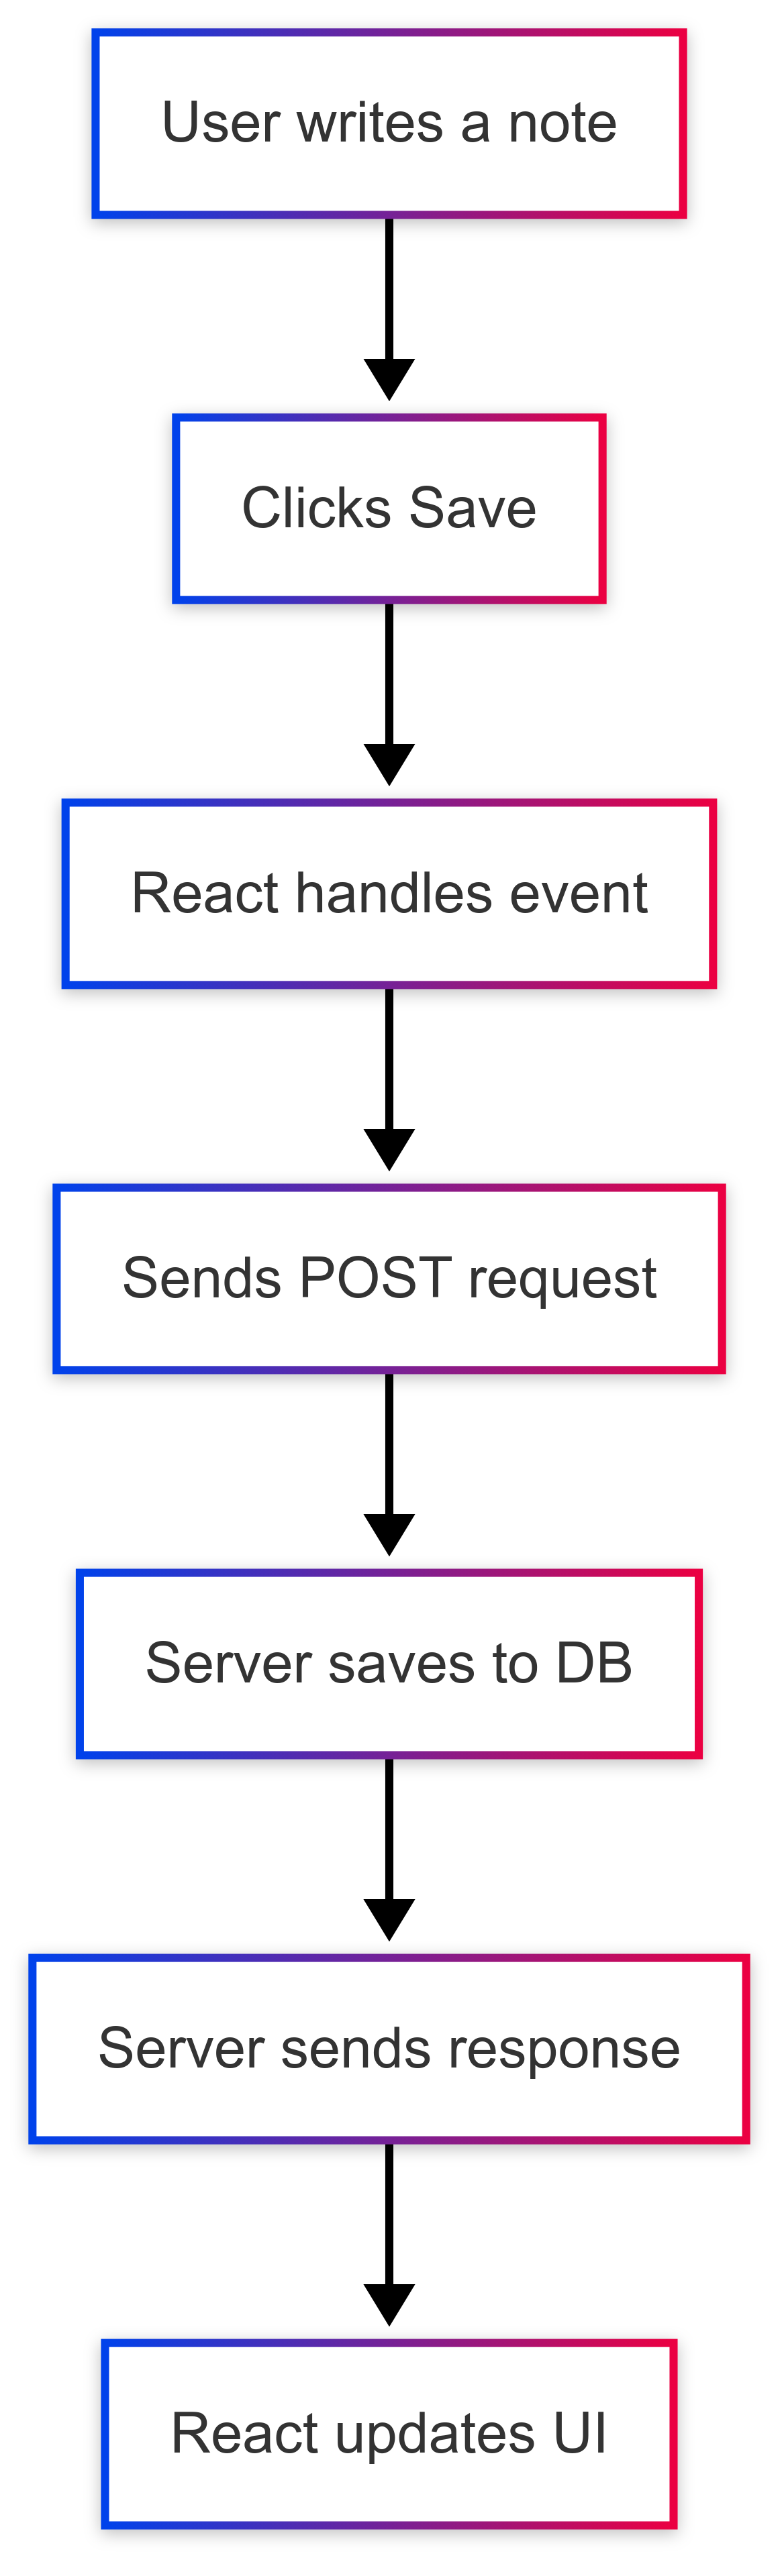 User writes a note
Clicks Save
React handles event
Sends POST request
Server saves to DB
Server sends response
React updates UI